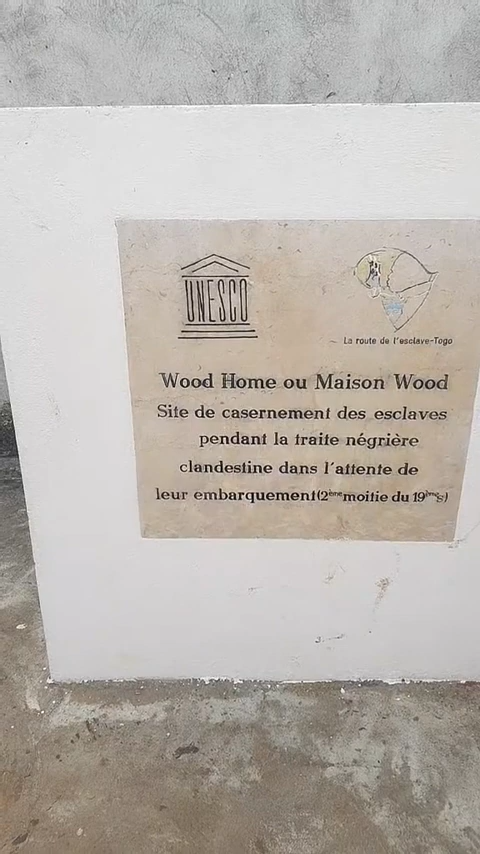 UNESCO
La route de l'esclave-Togo
Wood Home ou Maison Wood
Site de casernement des esclaves
pendant la traite négrière
clandestine dans l'attente de
leur embarquement(2ème moitie du 19ème s)